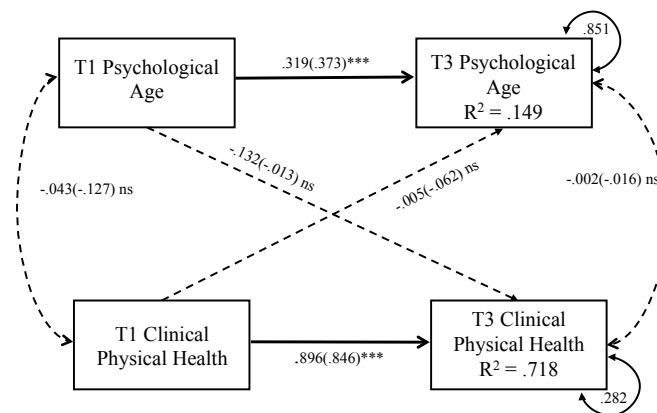 .851
T1 Psychological
Age
.319(.373)***
T3 Psychological
Age
R² = .149
-.043(-.127) ns
-.132(-.013) ns
-.005(-.062) ns
-.002(-.016) ns
T1 Clinical
Physical Health
.896(.846)***
T3 Clinical
Physical Health
R² = .718
.282